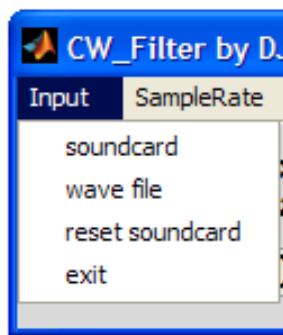 CW_Filter by DJ
Input SampleRate
soundcard
wave file
reset soundcard
exit